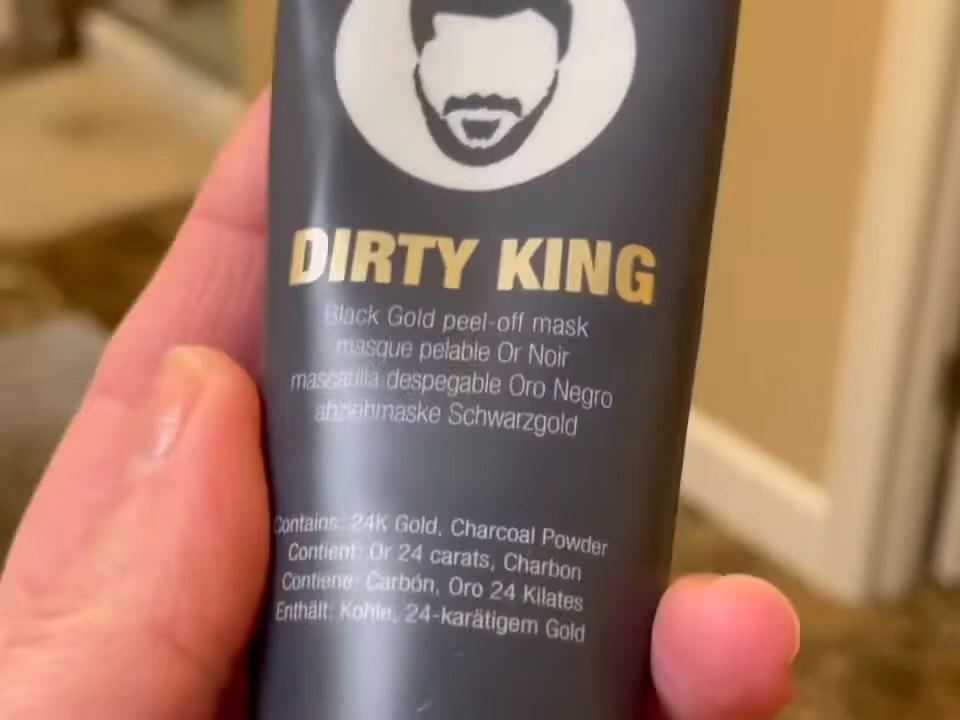 DIRTY KING
Black Gold peel-off mask
masque pelable Or Noir
mascarilla despegable Oro Negro
abziehmaske Schwarzgold
Contains: 24K Gold, Charcoal Powder
Contient: Or 24 carats, Charbon
Contiene: Carbón, Oro 24 Kilates
Enthält: Kohle, 24-karätigem Gold